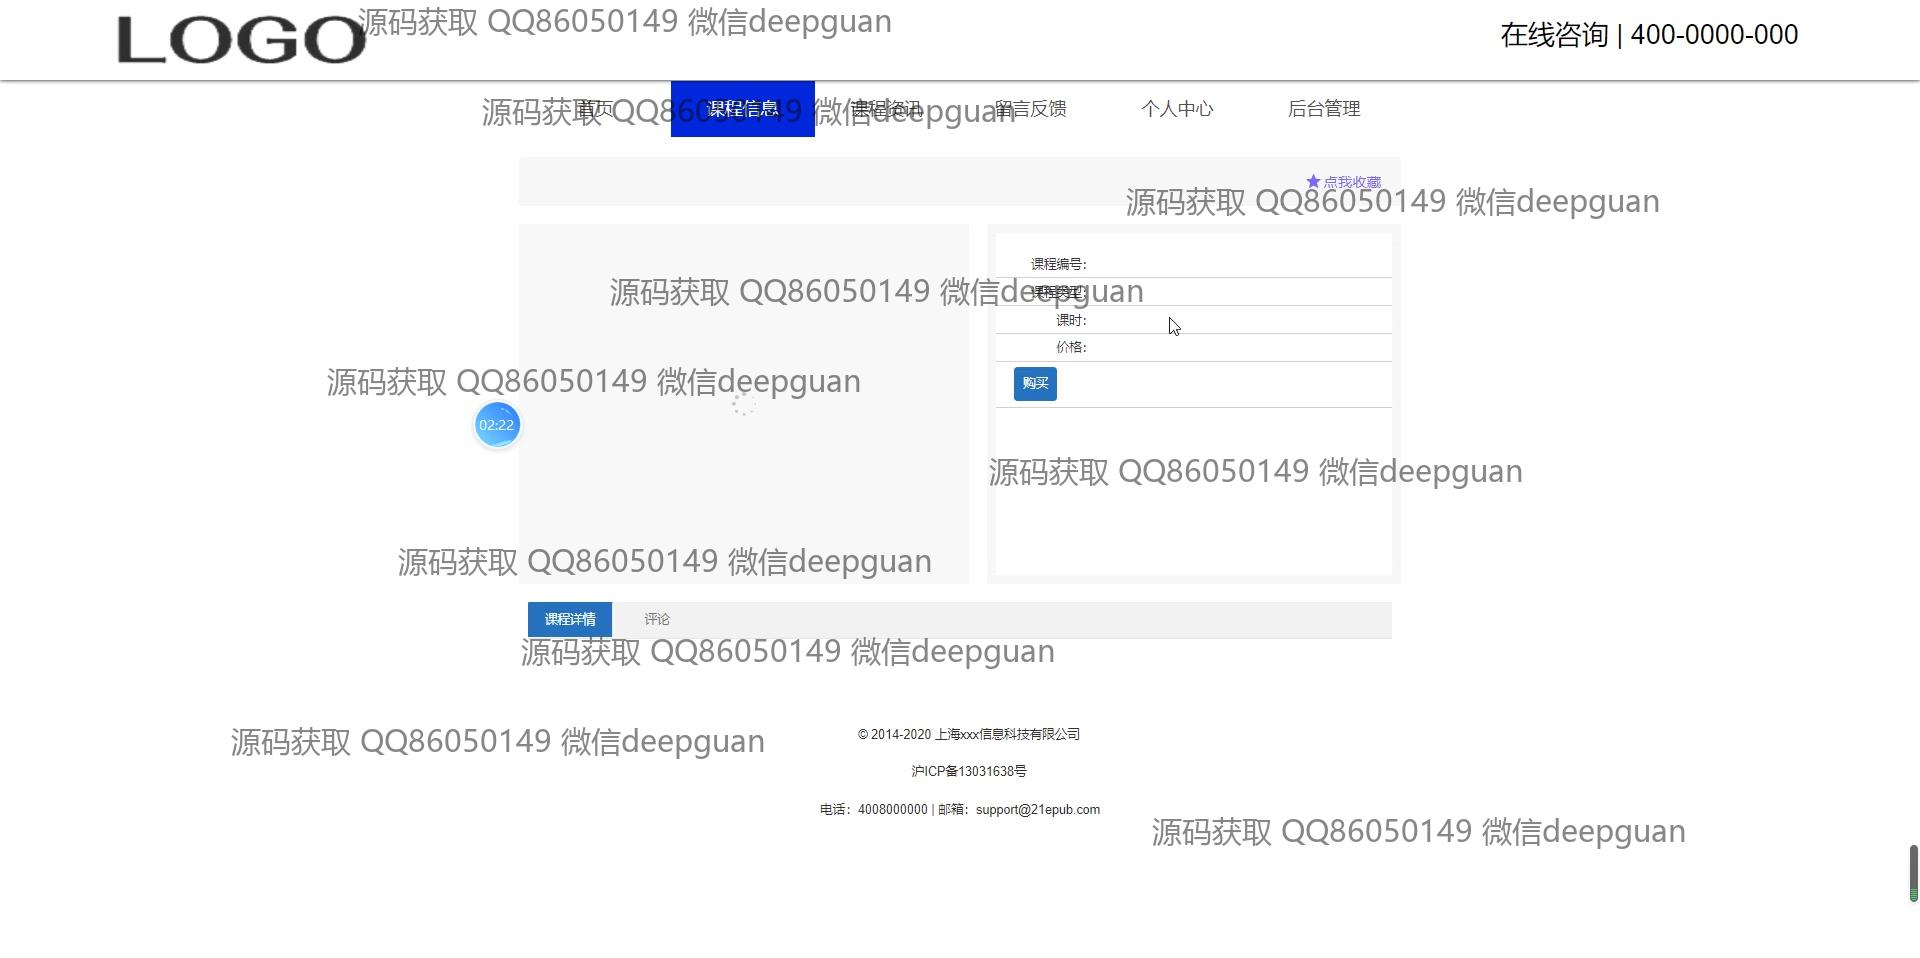 LOGO
源码获取 QQ86050149 微信deepguan
在线咨询 | 400-0000-000
首页 课程信息 课程资讯 留言反馈 个人中心 后台管理
源码获取 QQ86050149 微信deepguan
★点我收藏
源码获取 QQ86050149 微信deepguan
课程编号:
源码获取 QQ86050149 微信deepguan
课程类型:
课时:
价格:
源码获取 QQ86050149 微信deepguan
购买
02:22
源码获取 QQ86050149 微信deepguan
源码获取 QQ86050149 微信deepguan
课程详情 评论
源码获取 QQ86050149 微信deepguan
© 2014-2020 上海xxx信息科技有限公司
源码获取 QQ86050149 微信deepguan
沪ICP备13031638号
电话：4008000000 | 邮箱：support@21epub.com
源码获取 QQ86050149 微信deepguan